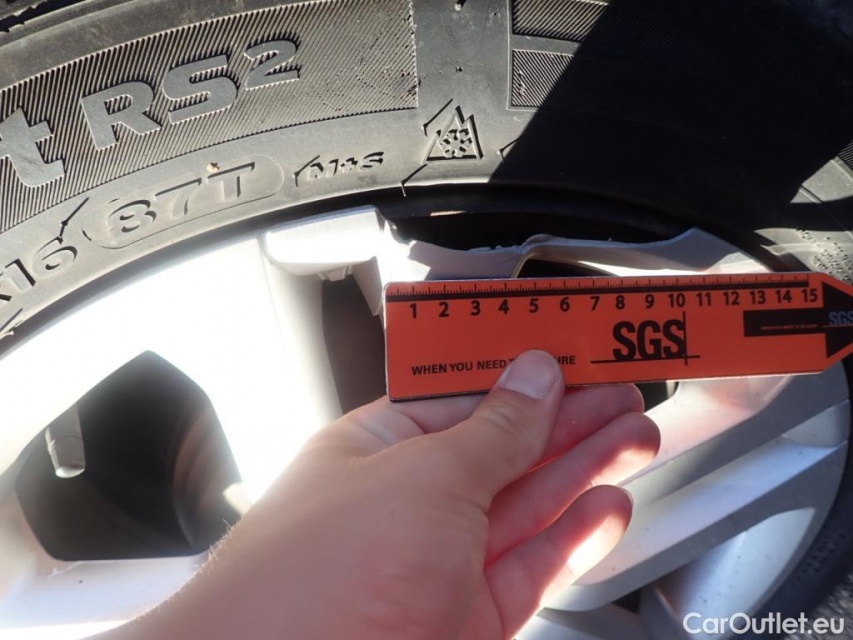 t RS2
R16 87T M+S
1 2 3 4 5 6 7 8 9 10 11 12 13 14 15
SGS
SGS
WHEN YOU NEED
CarOutlet.eu